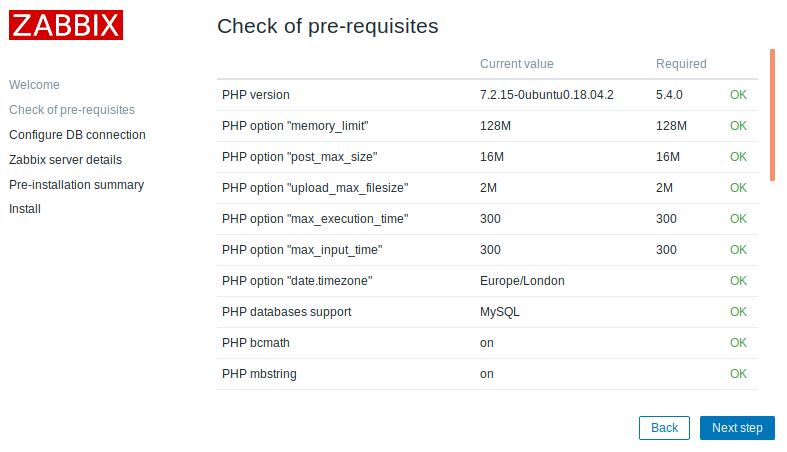 ZABBIX
Welcome
Check of pre-requisites
Configure DB connection
Zabbix server details
Pre-installation summary
Install
Check of pre-requisites
Current value Required
PHP version 7.2.15-0ubuntu0.18.04.2 5.4.0 OK
PHP option "memory_limit" 128M 128M OK
PHP option "post_max_size" 16M 16M OK
PHP option "upload_max_filesize" 2M 2M OK
PHP option "max_execution_time" 300 300 OK
PHP option "max_input_time" 300 300 OK
PHP option "date.timezone" Europe/London OK
PHP databases support MySQL OK
PHP bcmath on OK
PHP mbstring on OK
Back Next step